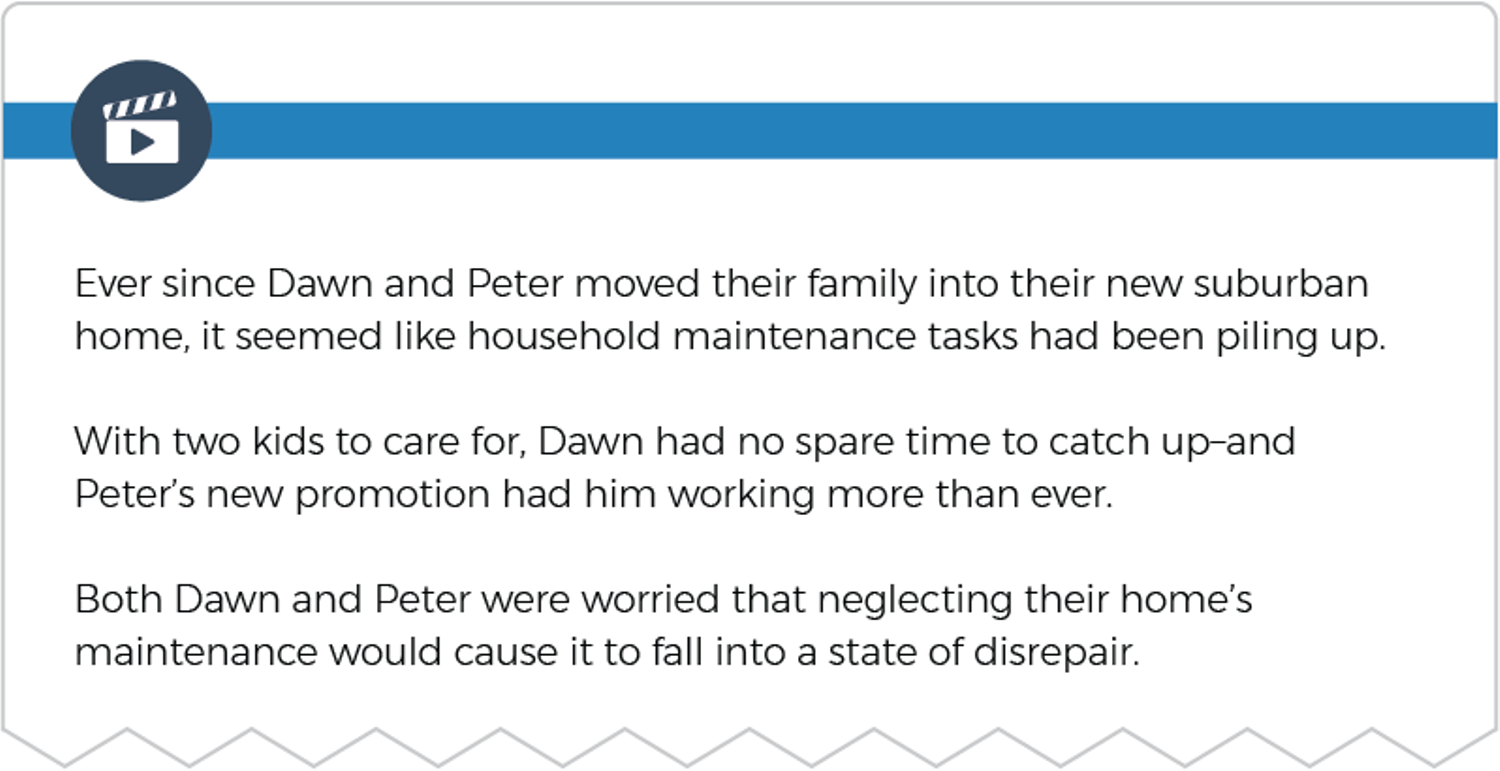 Ever since Dawn and Peter moved their family into their new suburban
home, it seemed like household maintenance tasks had been piling up.
With two kids to care for, Dawn had no spare time to catch up–and
Peter’s new promotion had him working more than ever.
Both Dawn and Peter were worried that neglecting their home’s
maintenance would cause it to fall into a state of disrepair.